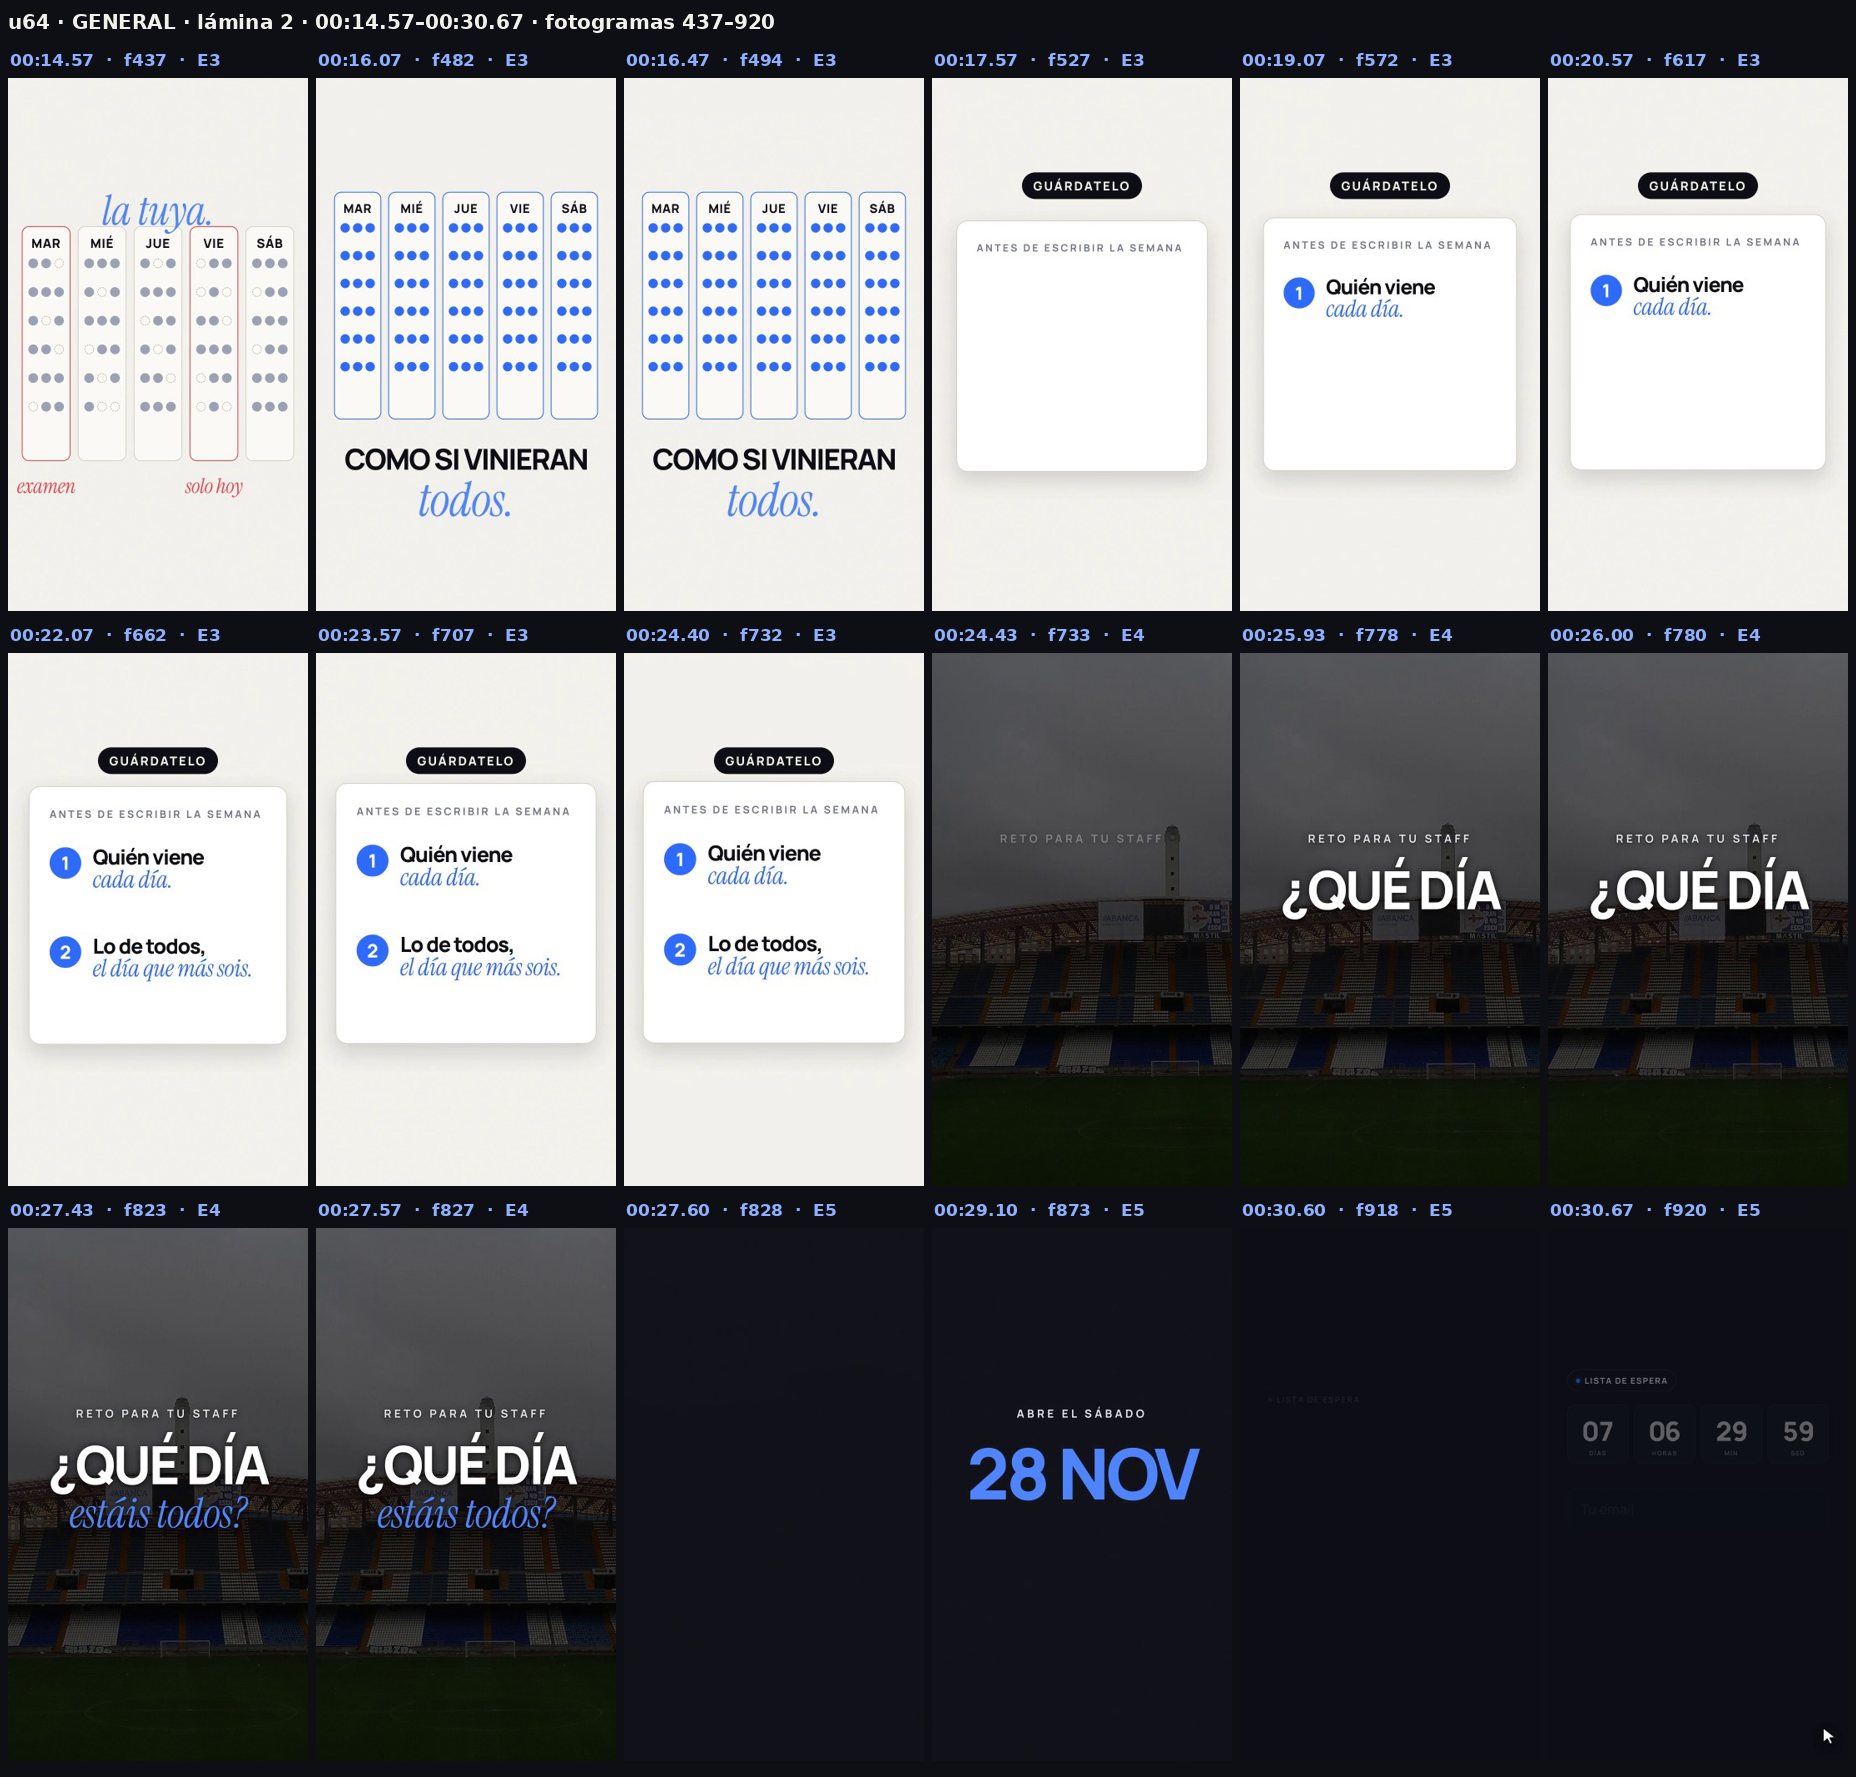 u64 · GENERAL · lámina 2 · 00:14.57–00:30.67 · fotogramas 437–920
00:14.57 · f437 · E3
00:16.07 · f482 · E3
00:16.47 · f494 · E3
00:17.57 · f527 · E3
00:19.07 · f572 · E3
00:20.57 · f617 · E3
la tuya.
MAR MIÉ JUE VIE SÁB
examen solo hoy
MAR MIÉ JUE VIE SÁB
COMO SI VINIERAN
todos.
MAR MIÉ JUE VIE SÁB
COMO SI VINIERAN
todos.
GUÁRDATELO
ANTES DE ESCRIBIR LA SEMANA
GUÁRDATELO
ANTES DE ESCRIBIR LA SEMANA
1 Quién viene
cada día.
GUÁRDATELO
ANTES DE ESCRIBIR LA SEMANA
1 Quién viene
cada día.
00:22.07 · f662 · E3
00:23.57 · f707 · E3
00:24.40 · f732 · E3
00:24.43 · f733 · E4
00:25.93 · f778 · E4
00:26.00 · f780 · E4
GUÁRDATELO
ANTES DE ESCRIBIR LA SEMANA
1 Quién viene
cada día.
2 Lo de todos,
el día que más sois.
GUÁRDATELO
ANTES DE ESCRIBIR LA SEMANA
1 Quién viene
cada día.
2 Lo de todos,
el día que más sois.
GUÁRDATELO
ANTES DE ESCRIBIR LA SEMANA
1 Quién viene
cada día.
2 Lo de todos,
el día que más sois.
RETO PARA TU STAFF
ABANCA
RETO PARA TU STAFF
¿QUÉ DÍA
RETO PARA TU STAFF
¿QUÉ DÍA
00:27.43 · f823 · E4
00:27.57 · f827 · E4
00:27.60 · f828 · E5
00:29.10 · f873 · E5
00:30.60 · f918 · E5
00:30.67 · f920 · E5
RETO PARA TU STAFF
¿QUÉ DÍA
estáis todos?
RETO PARA TU STAFF
¿QUÉ DÍA
estáis todos?
ABRE EL SÁBADO
28 NOV
LISTA DE ESPERA
LISTA DE ESPERA
07 06 29 59
DÍAS HORAS MIN SEG
Tu email